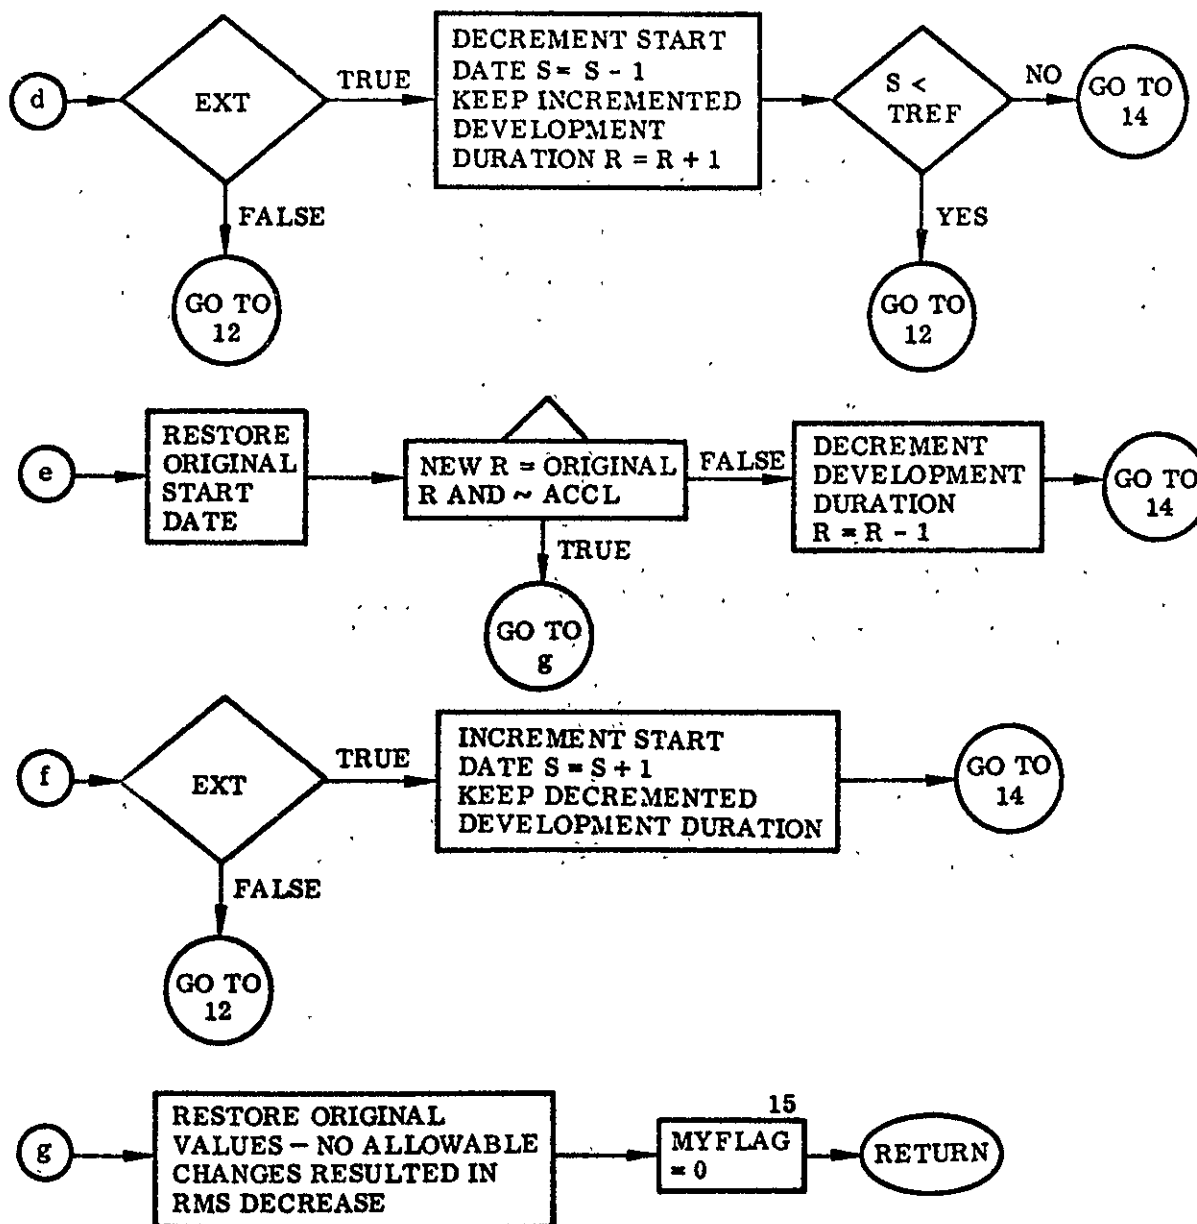 d
EXT
TRUE
DECREMENT START
DATE S = S - 1
KEEP INCREMENTED
DEVELOPMENT
DURATION R = R + 1
S <
TREF
NO
GO TO
14
FALSE
GO TO
12
YES
GO TO
12
e
RESTORE
ORIGINAL
START
DATE
NEW R = ORIGINAL
R AND ~ ACCL
FALSE
DECREMENT
DEVELOPMENT
DURATION
R = R - 1
GO TO
14
TRUE
GO TO
g
f
EXT
TRUE
INCREMENT START
DATE S = S + 1
KEEP DECREMENTED
DEVELOPMENT DURATION
GO TO
14
FALSE
GO TO
12
g
RESTORE ORIGINAL
VALUES – NO ALLOWABLE
CHANGES RESULTED IN
RMS DECREASE
15
MYFLAG
= 0
RETURN